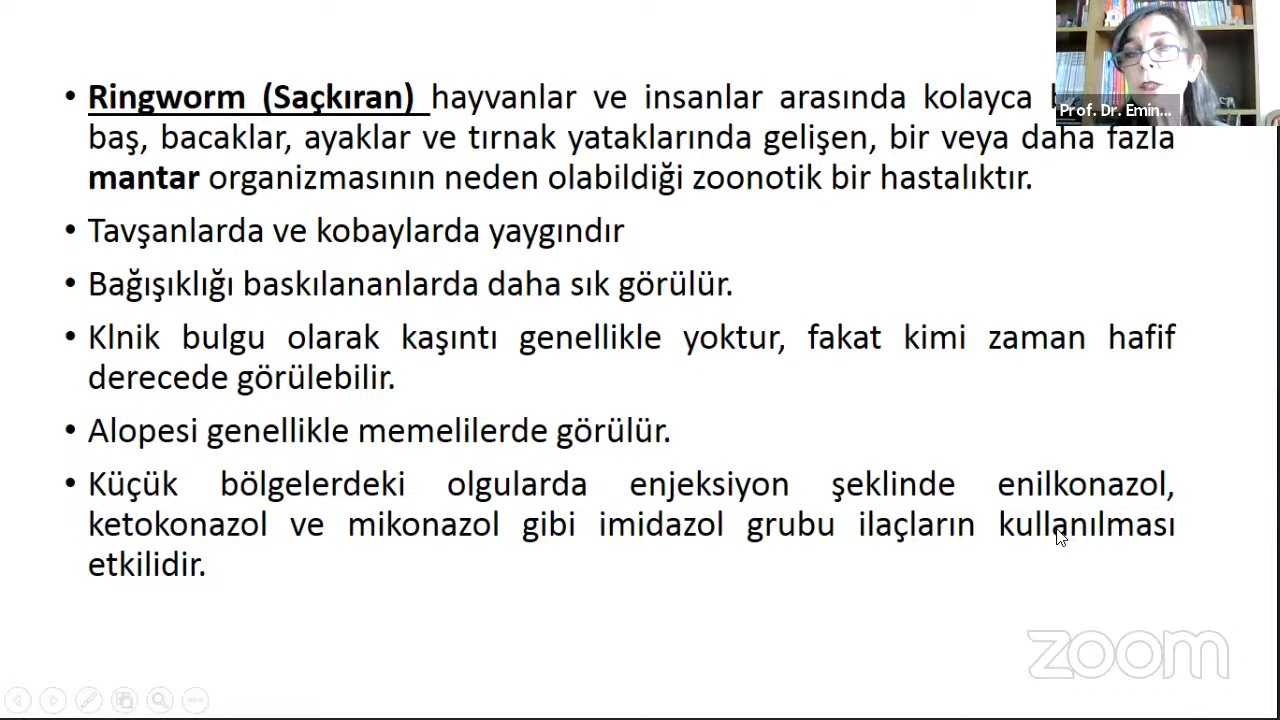 • Ringworm (Saçkıran) hayvanlar ve insanlar arasında kolayca
Prof. Dr. Emin...
baş, bacaklar, ayaklar ve tırnak yataklarında gelişen, bir veya daha fazla
mantar organizmasının neden olabildiği zoonotik bir hastalıktır.
• Tavşanlarda ve kobaylarda yaygındır
• Bağışıklığı baskılananlarda daha sık görülür.
• Klnik bulgu olarak kaşıntı genellikle yoktur, fakat kimi zaman hafif
derecede görülebilir.
• Alopesi genellikle memelilerde görülür.
• Küçük bölgelerdeki olgularda enjeksiyon şeklinde enilkonazol,
ketokonazol ve mikonazol gibi imidazol grubu ilaçların kullanılması
etkilidir.
zoom